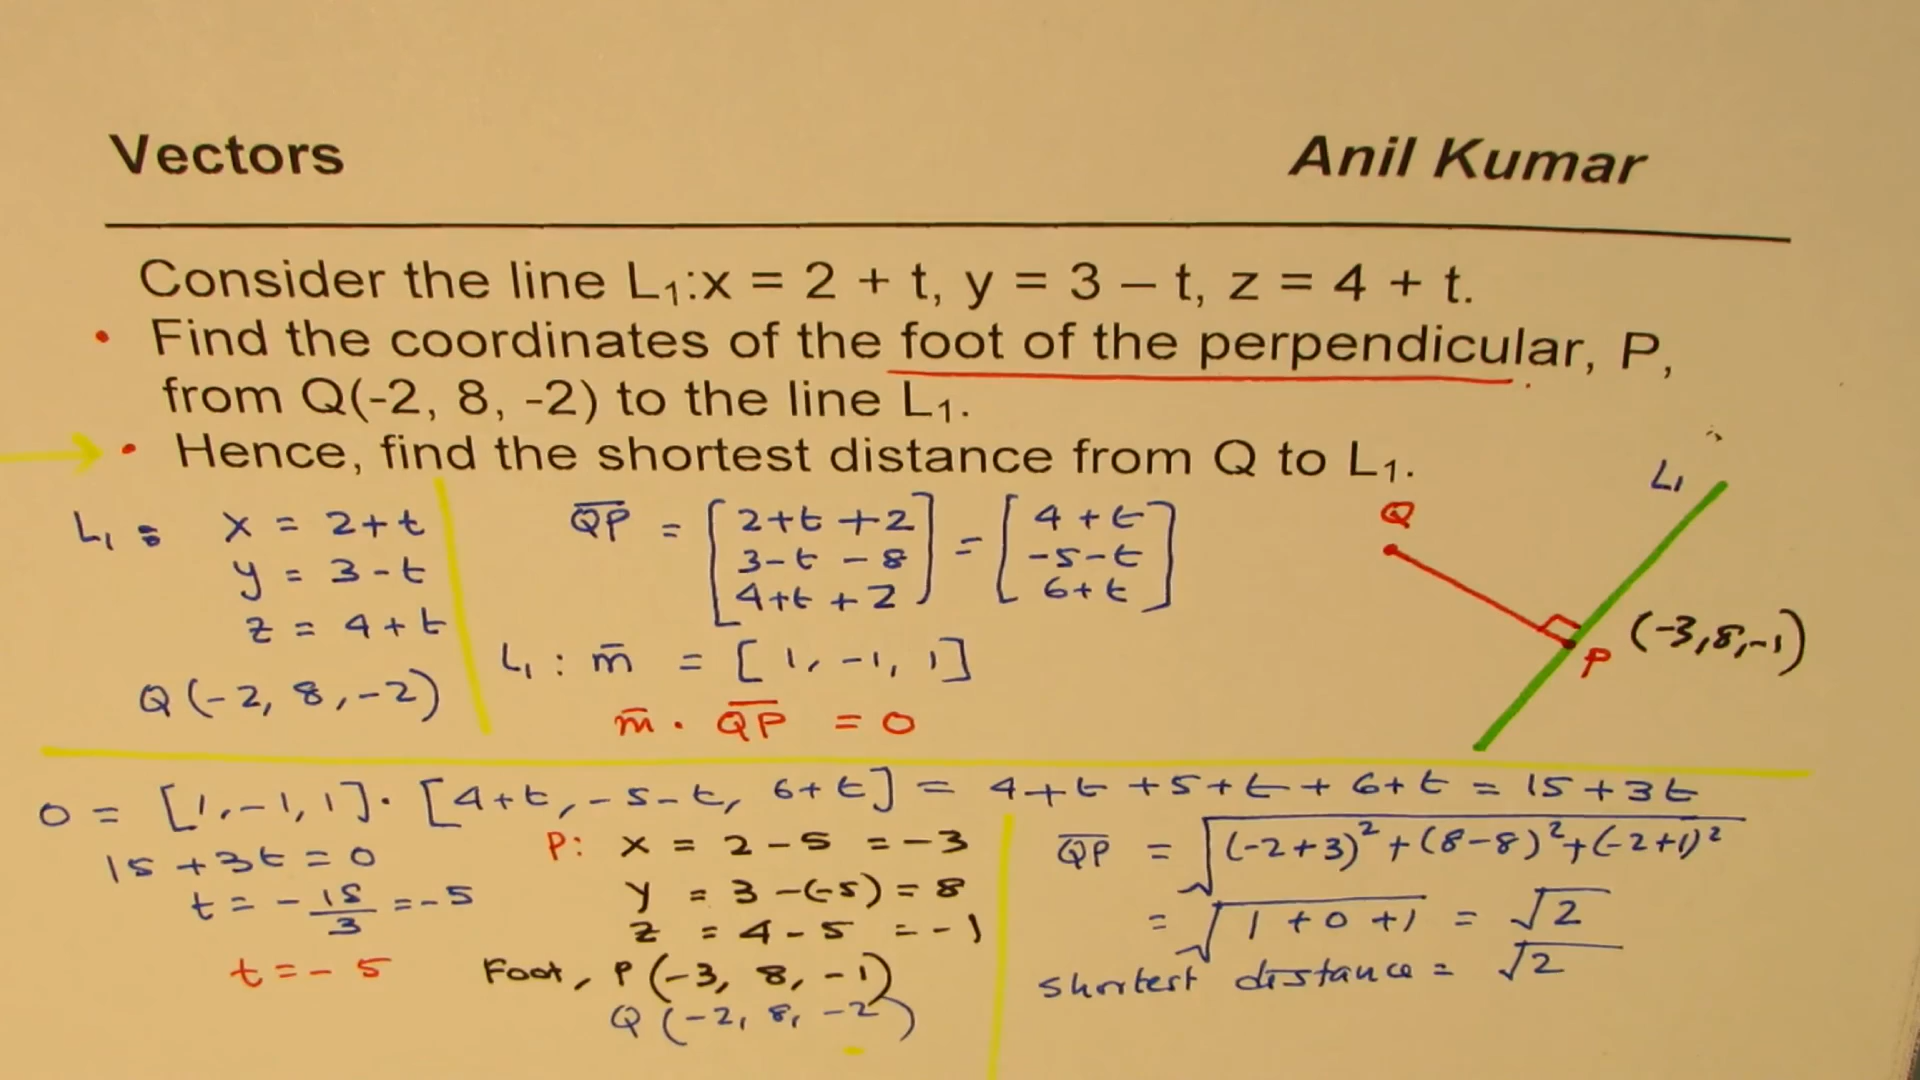 Vectors
Anil Kumar
Consider the line L₁:x = 2 + t, y = 3 – t, z = 4 + t.
• Find the coordinates of the foot of the perpendicular, P,
from Q(-2, 8, -2) to the line L₁.
• Hence, find the shortest distance from Q to L₁.
L₁ : x = 2+t
y = 3-t
z = 4+t
Q(-2, 8, -2)
QP̅ = [2+t+2, 3-t-8, 4+t+2] = [4+t, -5-t, 6+t]
L₁ : m̅ = [1, -1, 1]
m̅ · QP̅ = 0
L₁
Q
P (-3,8,-1)
0 = [1,-1,1]·[4+t,-5-t, 6+t] = 4+t+5+t+6+t = 15+3t
15+3t=0
t = -15/3 = -5
t = -5
P: x = 2-5 = -3
y = 3-(-5) = 8
z = 4-5 = -1
Foot, P(-3, 8, -1)
Q(-2, 8, -2)
QP̅ = √((-2+3)²+(8-8)²+(-2+1)²
= √(1+0+1) = √2
Shortest distance = √2